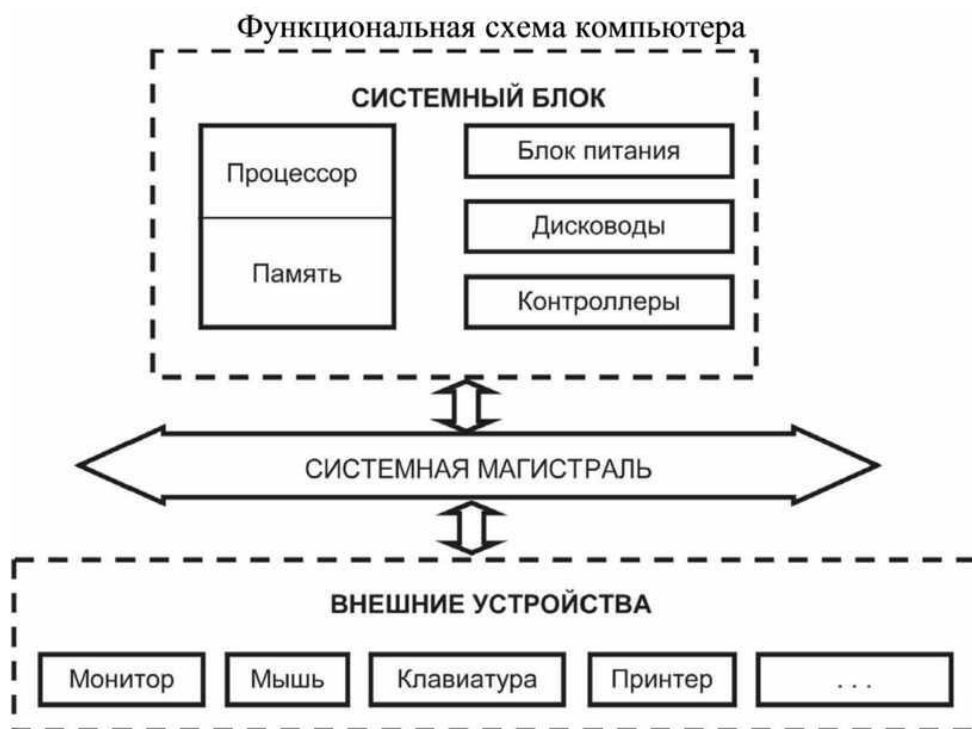 Функциональная схема компьютера
СИСТЕМНЫЙ БЛОК
Процессор
Память
Блок питания
Дисководы
Контроллеры
СИСТЕМНАЯ МАГИСТРАЛЬ
ВНЕШНИЕ УСТРОЙСТВА
Монитор
Мышь
Клавиатура
Принтер
. . .